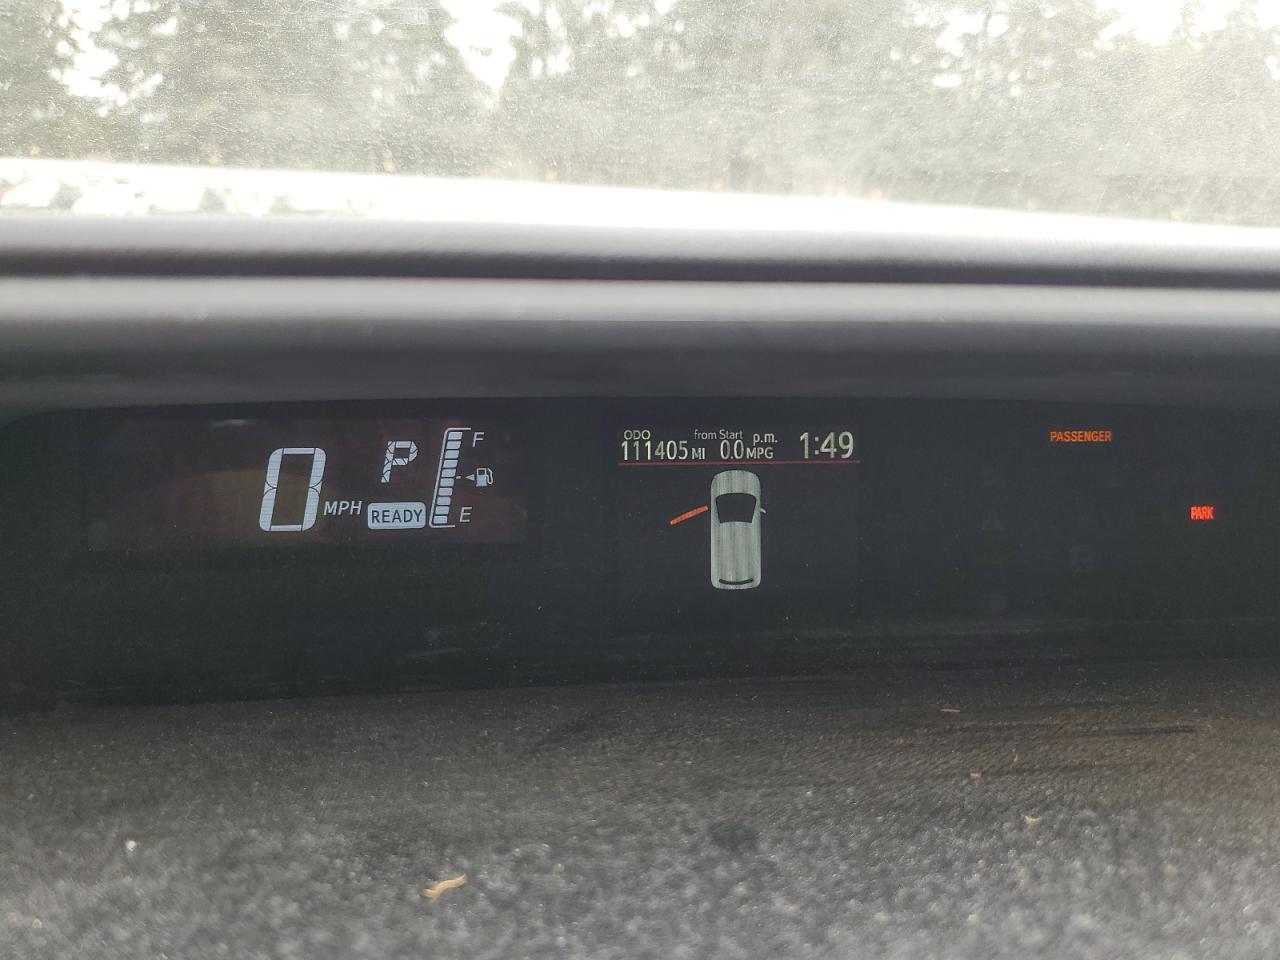 0 MPH P READY F E
ODO from Start p.m.
111405 MI 0.0 MPG 1:49
PASSENGER
PARK